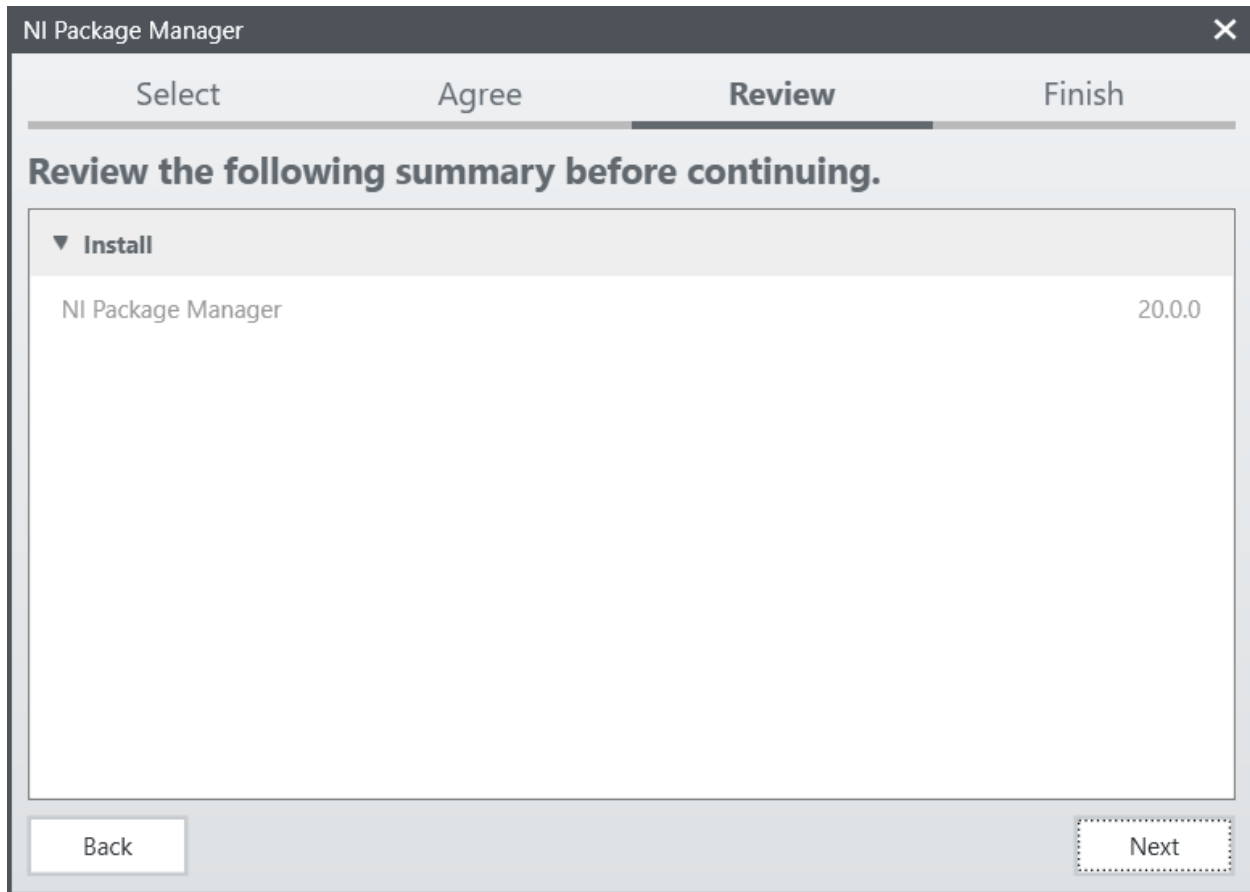 NI Package Manager
Select Agree Review Finish
Review the following summary before continuing.
Install
NI Package Manager 20.0.0
Back Next